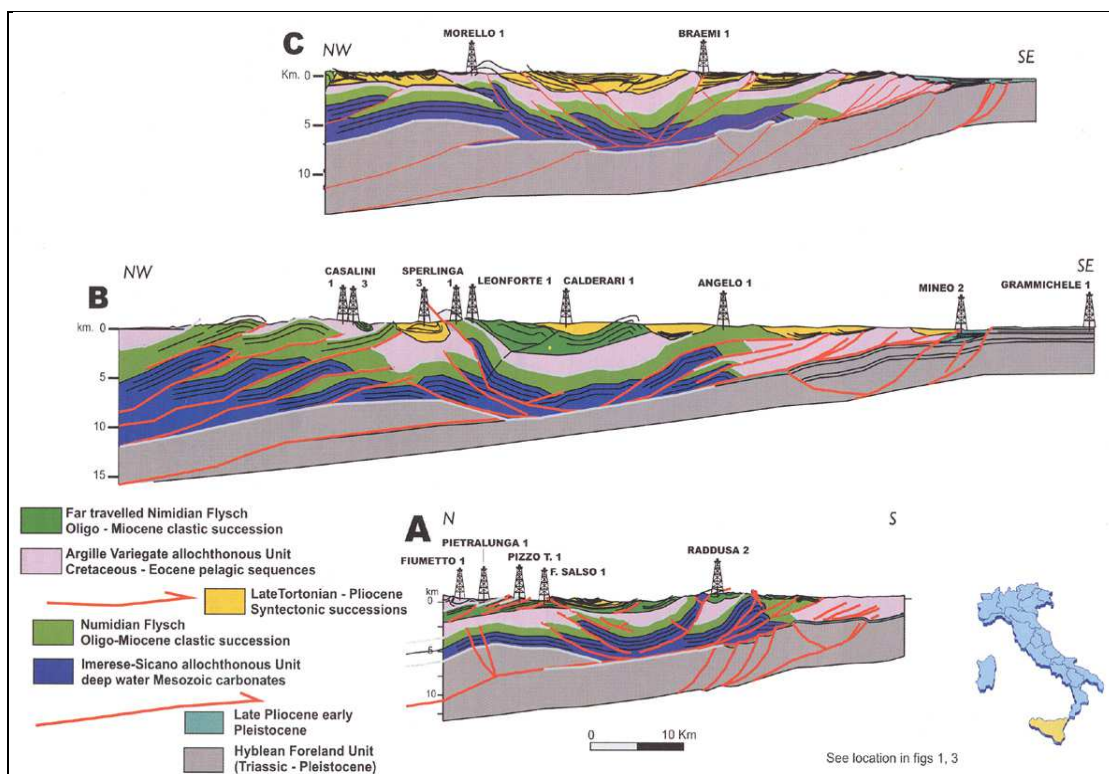 C
NW
MORELLO 1
BRAEMI 1
SE
Km. 0
5
10
B
NW
CASALINI
1 3
SPERLINGA
3 1
LEONFORTE 1
CALDERARI 1
ANGELO 1
MINEO 2
GRAMMICHELE 1
SE
km. 0
5
10
15
A
N
S
PIETRALUNGA 1
FIUMETTO 1
PIZZO T. 1
F. SALSO 1
RADDUSA 2
km
0
5
10
Far travelled Nimidian Flysch
Oligo - Miocene clastic succession
Argille Variegate allochthonous Unit
Cretaceous - Eocene pelagic sequences
LateTortonian - Pliocene
Syntectonic successions
Numidian Flysch
Oligo-Miocene clastic succession
Imerese-Sicano allochthonous Unit
deep water Mesozoic carbonates
Late Pliocene early
Pleistocene
Hyblean Foreland Unit
(Triassic - Pleistocene)
0 10 Km
See location in figs 1, 3